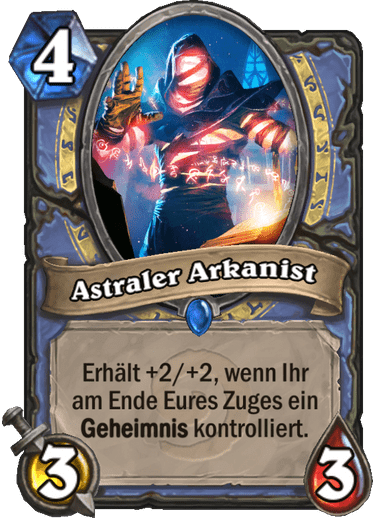 4
Astraler Arkanist
Erhält +2/+2, wenn Ihr
am Ende Eures Zuges ein
Geheimnis kontrolliert.
3
3